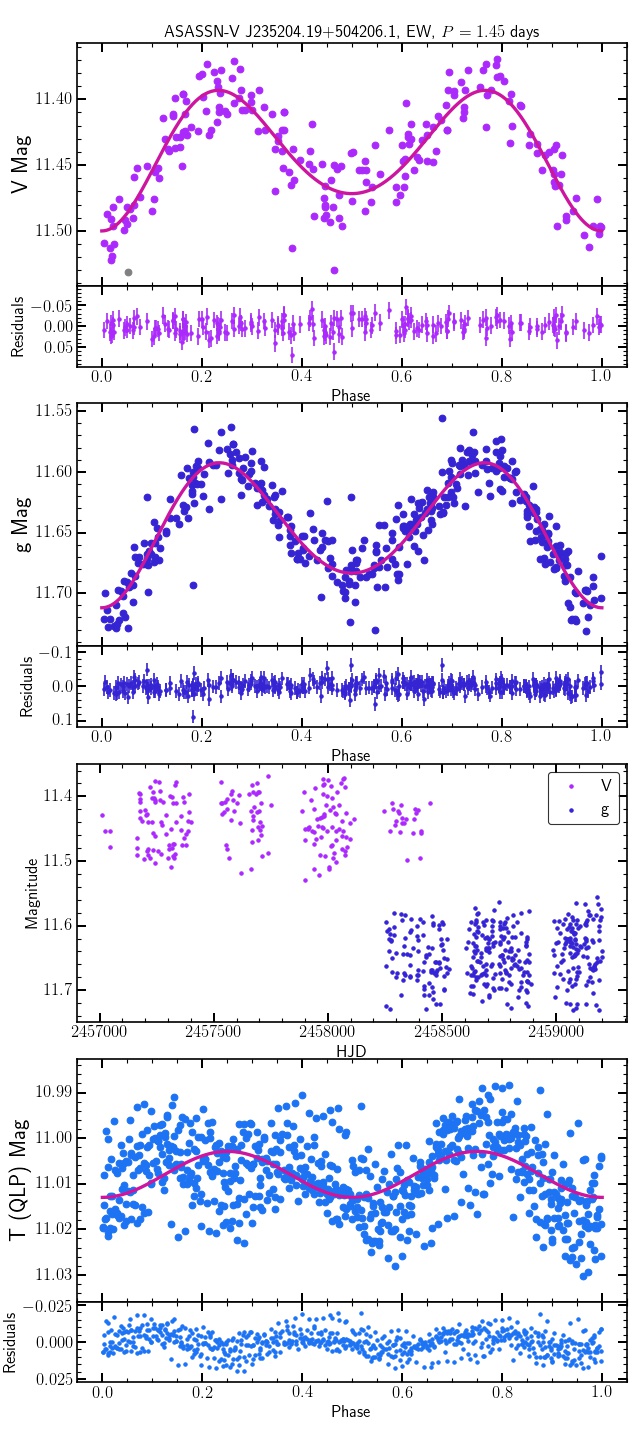 ASASSN-V J235204.19+504206.1, EW, P = 1.45 days
V Mag
11.40
11.45
11.50
Residuals
−0.05
0.00
0.05
0.0 0.2 0.4 0.6 0.8 1.0
Phase
g Mag
11.55
11.60
11.65
11.70
Residuals
−0.1
0.0
0.1
0.0 0.2 0.4 0.6 0.8 1.0
Phase
Magnitude
11.4
11.5
11.6
11.7
V
g
2457000 2457500 2458000 2458500 2459000
HJD
T (QLP) Mag
10.99
11.00
11.01
11.02
11.03
Residuals
−0.025
0.000
0.025
0.0 0.2 0.4 0.6 0.8 1.0
Phase